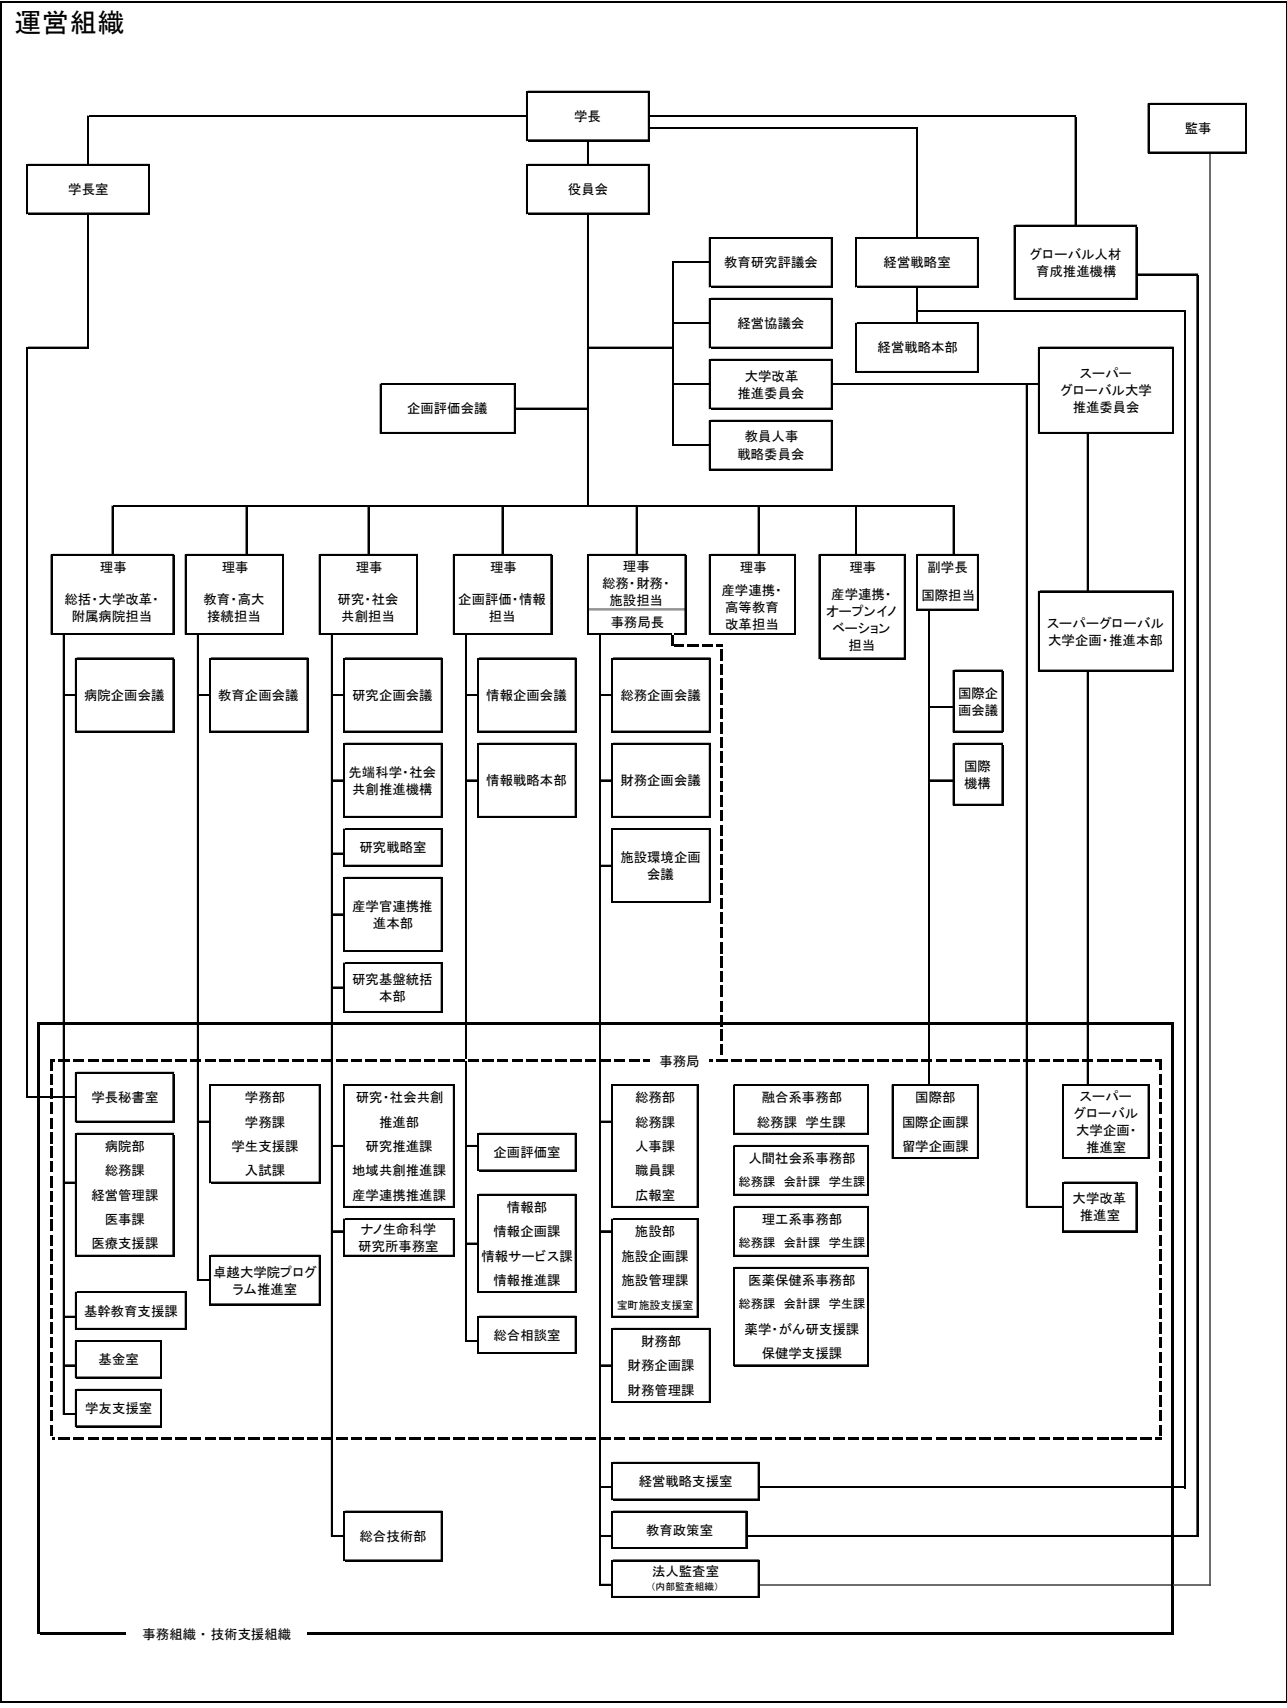 運営組織
学長
監事
学長室
役員会
教育研究評議会
経営戦略室
グローバル人材
育成推進機構
経営協議会
経営戦略本部
大学改革
推進委員会
スーパー
グローバル大学
推進委員会
企画評価会議
教員人事
戦略委員会
理事
総括・大学改革・
附属病院担当
理事
教育・高大
接続担当
理事
研究・社会
共創担当
理事
企画評価・情報
担当
理事
総務・財務・
施設担当
事務局長
理事
産学連携・
高等教育
改革担当
理事
産学連携・
オープンイノ
ベーション
担当
副学長
国際担当
スーパーグローバル
大学企画・推進本部
病院企画会議
教育企画会議
研究企画会議
情報企画会議
総務企画会議
国際企
画会議
先端科学・社会
共創推進機構
情報戦略本部
財務企画会議
国際
機構
研究戦略室
施設環境企画
会議
産学官連携推
進本部
研究基盤統括
本部
事務局
学長秘書室
病院部
総務課
経営管理課
医事課
医療支援課
基幹教育支援課
基金室
学友支援室
学務部
学務課
学生支援課
入試課
卓越大学院プログ
ラム推進室
研究・社会共創
推進部
研究推進課
地域共創推進課
産学連携推進課
ナノ生命科学
研究所事務室
企画評価室
情報部
情報企画課
情報サービス課
情報推進課
総合相談室
総務部
総務課
人事課
職員課
広報室
施設部
施設企画課
施設管理課
宝町施設支援室
財務部
財務企画課
財務管理課
融合系事務部
総務課 学生課
人間社会系事務部
総務課 会計課 学生課
理工系事務部
総務課 会計課 学生課
医薬保健系事務部
総務課 会計課 学生課
薬学・がん研支援課
保健学支援課
国際部
国際企画課
留学企画課
スーパー
グローバル
大学企画・
推進室
大学改革
推進室
経営戦略支援室
総合技術部
教育政策室
法人監査室
（内部監査組織）
事務組織・技術支援組織